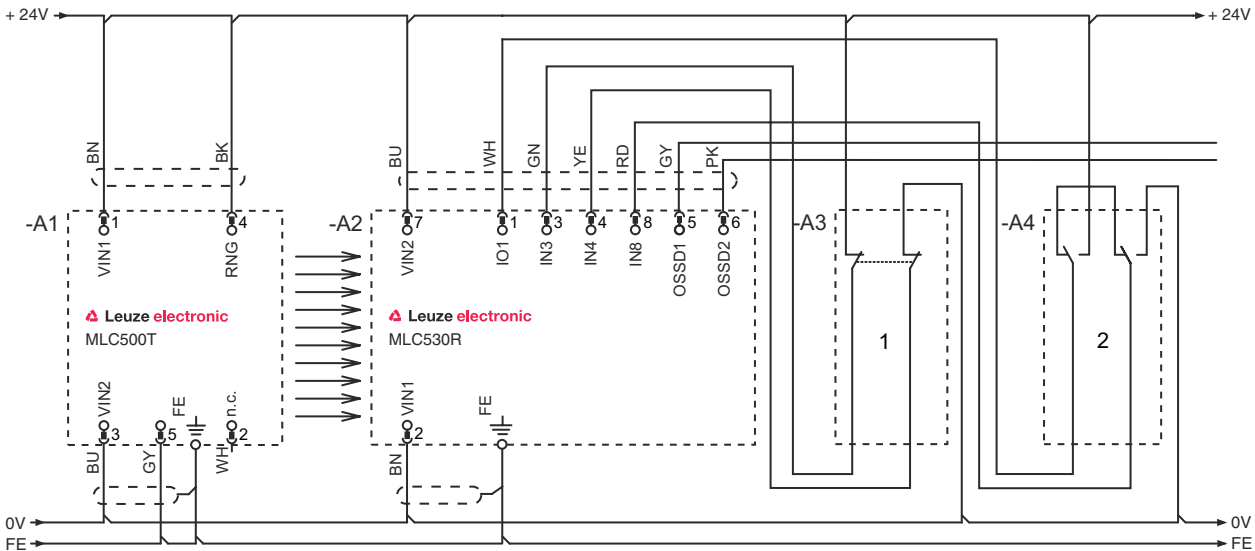 + 24V
+ 24V
BN
BK
BU
WH
GN
YE
RD
GY
PK
-A1
1
4
-A2
7
1
3
4
8
5
6
-A3
-A4
VIN1
RNG
VIN2
IO1
IN3
IN4
IN8
OSSD1
OSSD2
Leuze electronic
MLC500T
Leuze electronic
MLC530R
1
2
VIN2
FE
n.c.
VIN1
FE
3
5
2
2
BU
GY
WH
BN
0V
0V
FE
FE